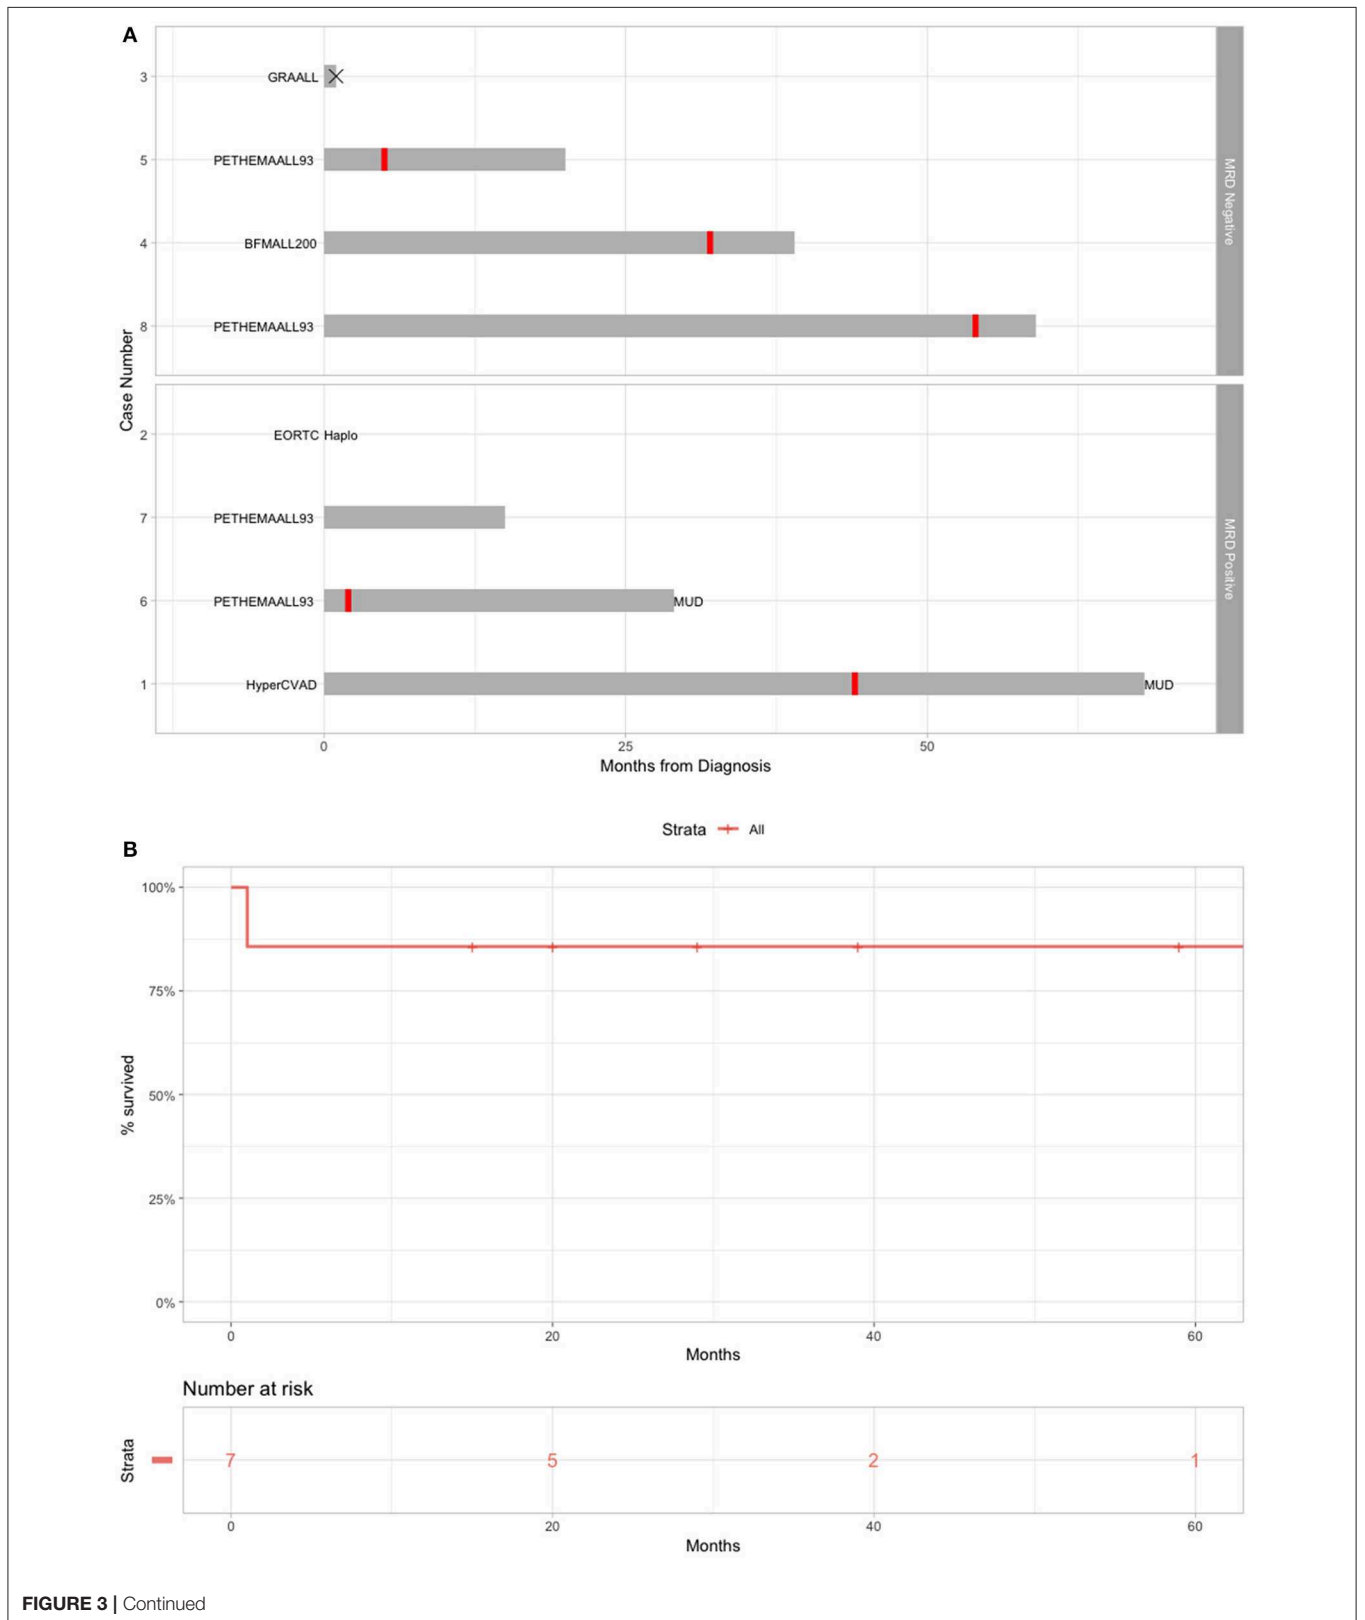 A
3 GRAALL
5 PETHEMAALL93
4 BFMALL200
8 PETHEMAALL93
MRD Negative
Case Number
2 EORTC Haplo
7 PETHEMAALL93
6 PETHEMAALL93 MUD
1 HyperCVAD MUD
MRD Positive
0 25 50
Months from Diagnosis
Strata All
B
100%
75%
50%
25%
0%
% survived
0 20 40 60
Months
Number at risk
Strata 7 5 2 1
0 20 40 60
Months
FIGURE 3 | Continued